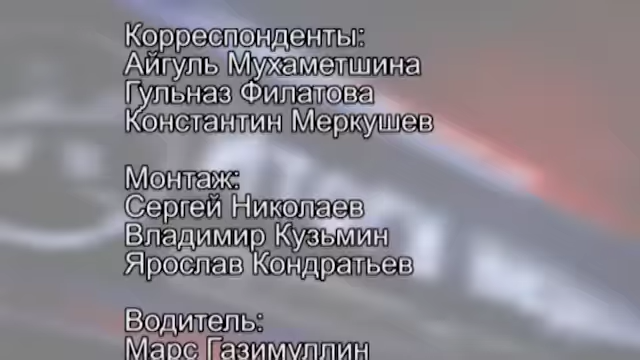 Корреспонденты:
Айгуль Мухаметшина
Гульназ Филатова
Константин Меркушев
Монтаж:
Сергей Николаев
Владимир Кузьмин
Ярослав Кондратьев
Водитель:
Марс Газимуллин